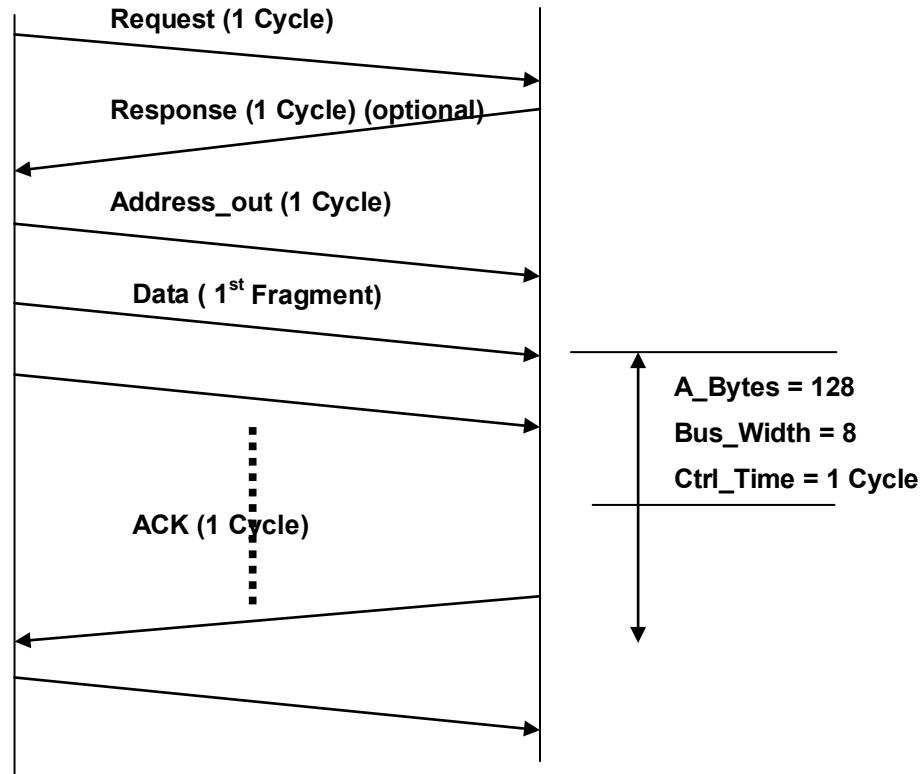 Request (1 Cycle)
Response (1 Cycle) (optional)
Address_out (1 Cycle)
Data ( 1st Fragment)
A_Bytes = 128
Bus_Width = 8
Ctrl_Time = 1 Cycle
ACK (1 Cycle)